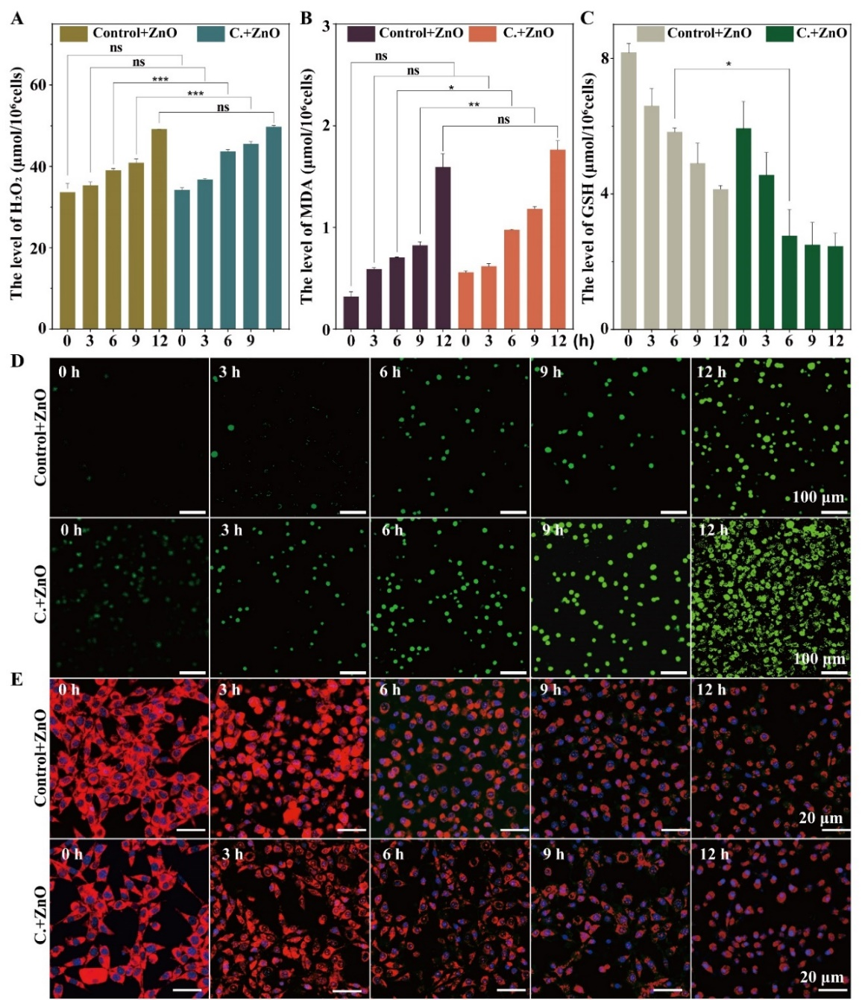 A
Control+ZnO C.+ZnO
The level of H₂O₂ (μmol/10⁶cells)
60
40
20
0
ns
ns
***
***
ns
0 3 6 9 12 0 3 6 9
B
Control+ZnO C.+ZnO
The level of MDA (μmol/10⁶cells)
3
2
1
0
ns
ns
*
**
ns
0 3 6 9 12 0 3 6 9 12 (h)
C
Control+ZnO C.+ZnO
The level of GSH (μmol/10⁶cells)
8
4
0
*
0 3 6 9 12 0 3 6 9 12
D
Control+ZnO
0 h 3 h 6 h 9 h 12 h
100 μm
C.+ZnO
0 h 3 h 6 h 9 h 12 h
100 μm
E
Control+ZnO
0 h 3 h 6 h 9 h 12 h
20 μm
C.+ZnO
0 h 3 h 6 h 9 h 12 h
20 μm